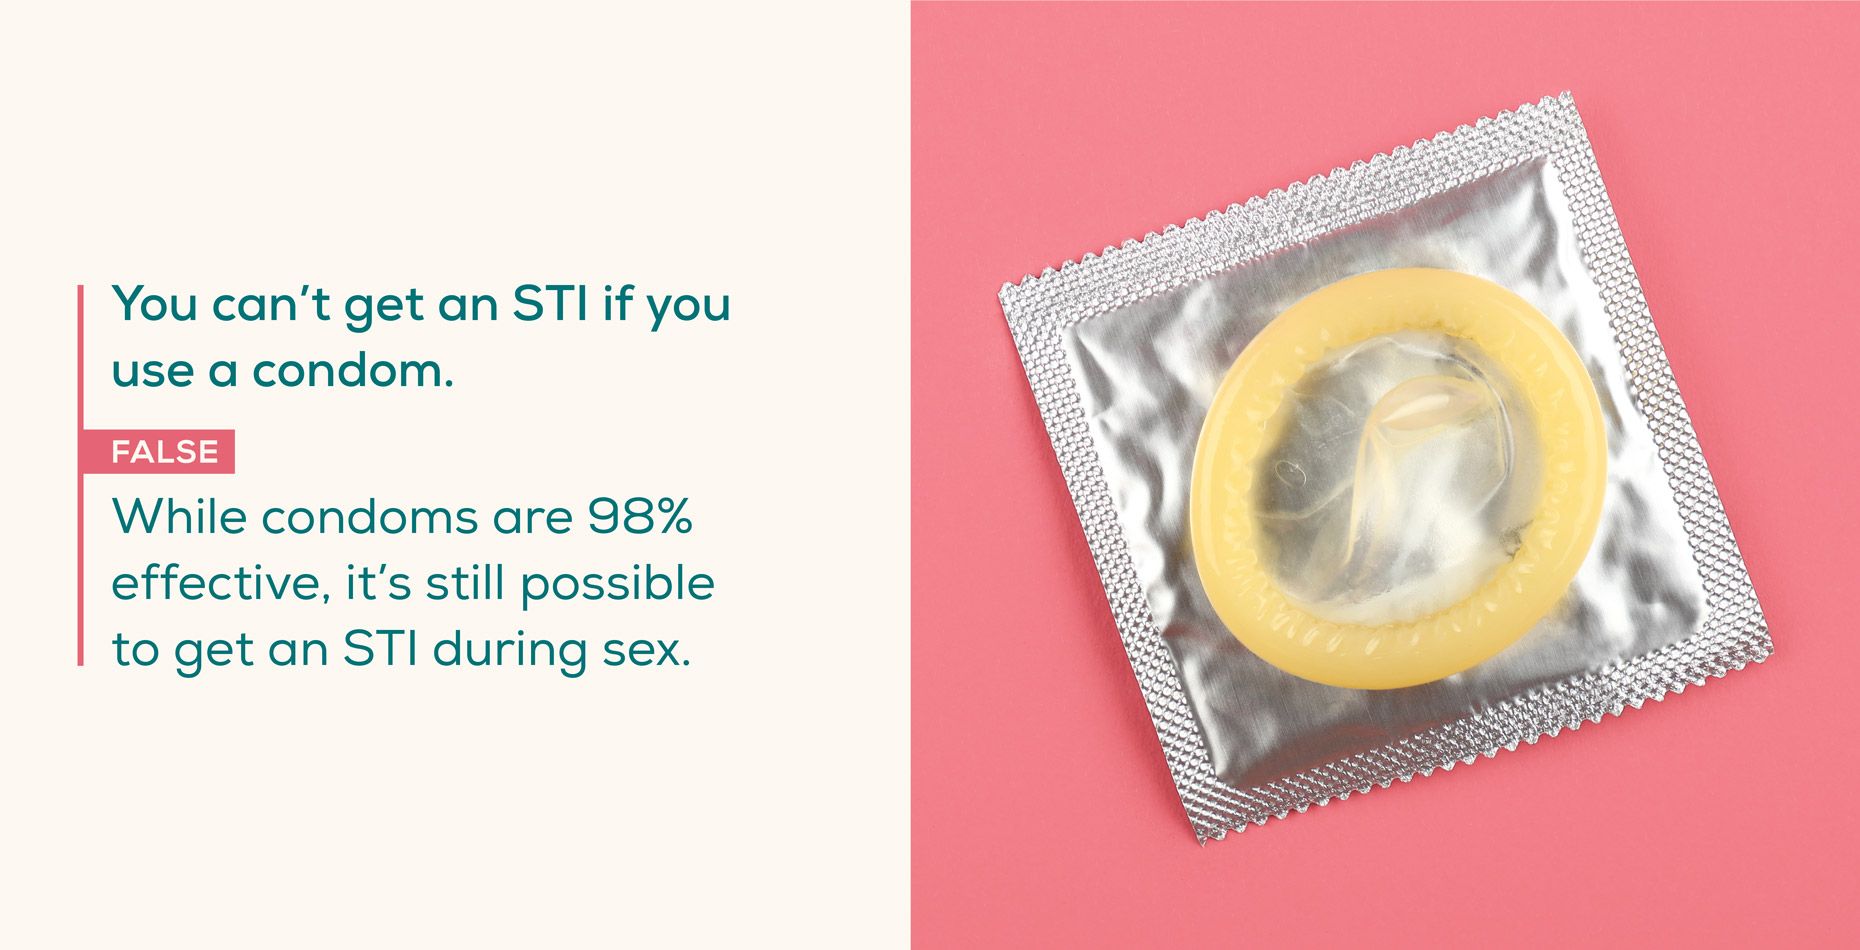 You can’t get an STI if you
use a condom.
FALSE
While condoms are 98%
effective, it’s still possible
to get an STI during sex.